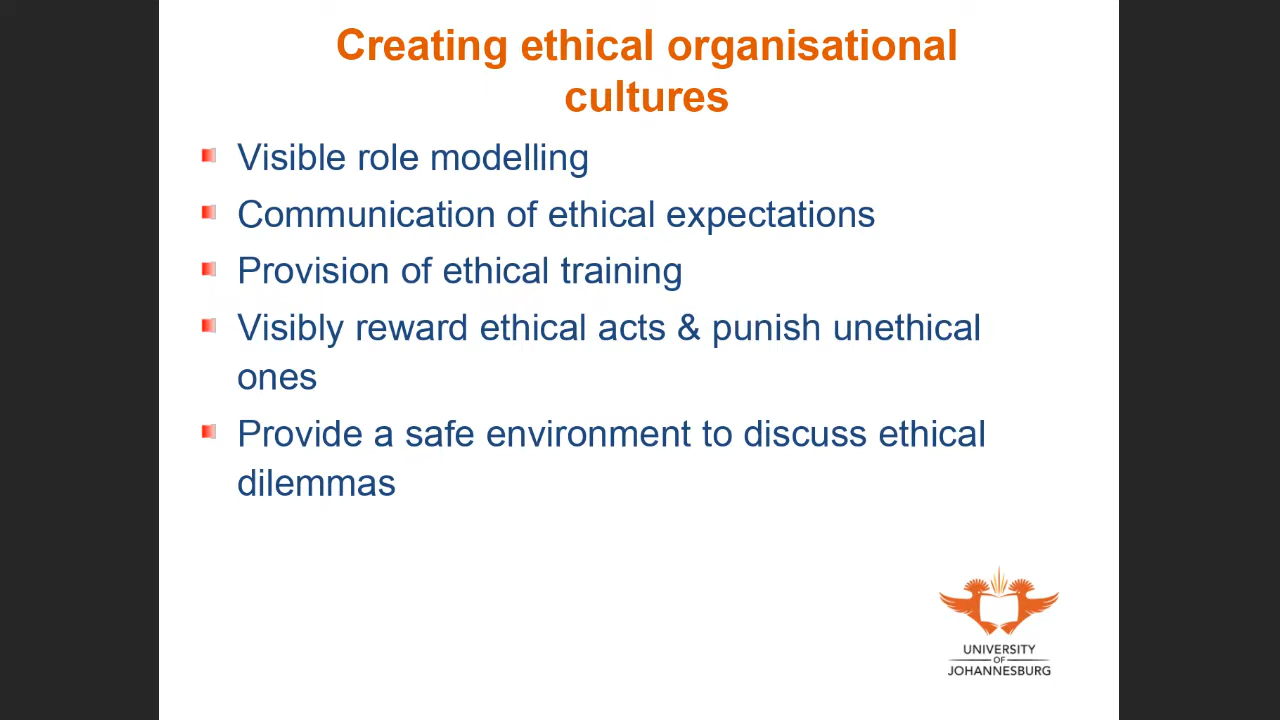 Creating ethical organisational
cultures
Visible role modelling
Communication of ethical expectations
Provision of ethical training
Visibly reward ethical acts & punish unethical
ones
Provide a safe environment to discuss ethical
dilemmas
UNIVERSITY
OF
JOHANNESBURG